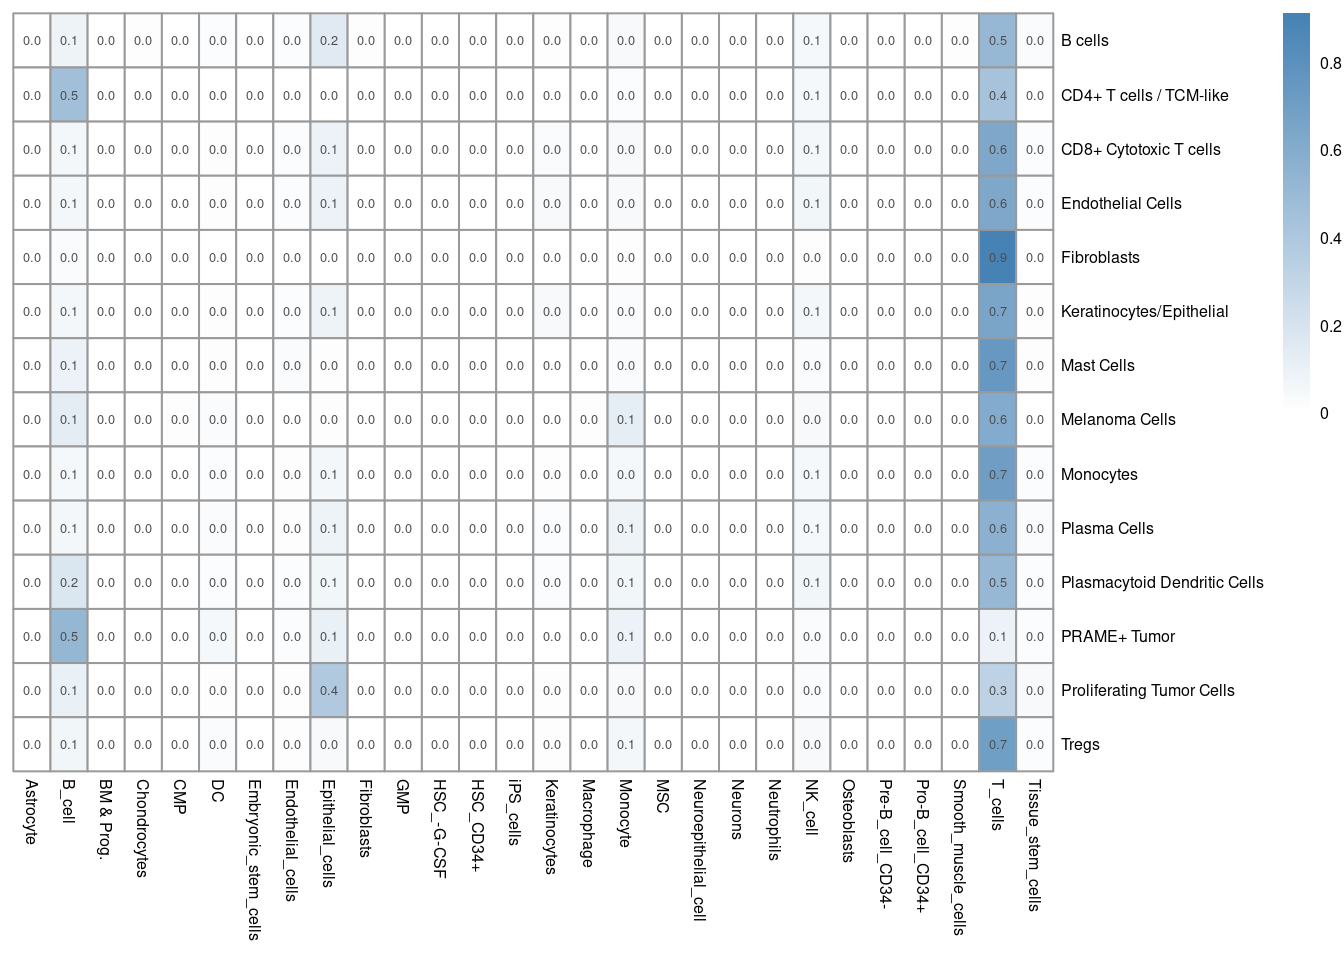 0.0 0.1 0.0 0.0 0.0 0.0 0.0 0.0 0.2 0.0 0.0 0.0 0.0 0.0 0.0 0.0 0.0 0.0 0.0 0.0 0.0 0.1 0.0 0.0 0.0 0.0 0.5 0.0 B cells
0.8
0.0 0.5 0.0 0.0 0.0 0.0 0.0 0.0 0.0 0.0 0.0 0.0 0.0 0.0 0.0 0.0 0.0 0.0 0.0 0.0 0.0 0.1 0.0 0.0 0.0 0.0 0.4 0.0 CD4+ T cells / TCM-like
0.0 0.1 0.0 0.0 0.0 0.0 0.0 0.0 0.1 0.0 0.0 0.0 0.0 0.0 0.0 0.0 0.0 0.0 0.0 0.0 0.0 0.1 0.0 0.0 0.0 0.0 0.6 0.0 CD8+ Cytotoxic T cells 0.6
0.0 0.1 0.0 0.0 0.0 0.0 0.0 0.0 0.1 0.0 0.0 0.0 0.0 0.0 0.0 0.0 0.0 0.0 0.0 0.0 0.0 0.1 0.0 0.0 0.0 0.0 0.6 0.0 Endothelial Cells
0.4
0.0 0.0 0.0 0.0 0.0 0.0 0.0 0.0 0.0 0.0 0.0 0.0 0.0 0.0 0.0 0.0 0.0 0.0 0.0 0.0 0.0 0.0 0.0 0.0 0.0 0.0 0.9 0.0 Fibroblasts
0.0 0.1 0.0 0.0 0.0 0.0 0.0 0.0 0.1 0.0 0.0 0.0 0.0 0.0 0.0 0.0 0.0 0.0 0.0 0.0 0.0 0.1 0.0 0.0 0.0 0.0 0.7 0.0 Keratinocytes/Epithelial
0.2
0.0 0.1 0.0 0.0 0.0 0.0 0.0 0.0 0.0 0.0 0.0 0.0 0.0 0.0 0.0 0.0 0.0 0.0 0.0 0.0 0.0 0.0 0.0 0.0 0.0 0.0 0.7 0.0 Mast Cells
0.0 0.1 0.0 0.0 0.0 0.0 0.0 0.0 0.0 0.0 0.0 0.0 0.0 0.0 0.0 0.0 0.1 0.0 0.0 0.0 0.0 0.0 0.0 0.0 0.0 0.0 0.6 0.0 Melanoma Cells 0
0.0 0.1 0.0 0.0 0.0 0.0 0.0 0.0 0.1 0.0 0.0 0.0 0.0 0.0 0.0 0.0 0.0 0.0 0.0 0.0 0.0 0.1 0.0 0.0 0.0 0.0 0.7 0.0 Monocytes
0.0 0.1 0.0 0.0 0.0 0.0 0.0 0.0 0.1 0.0 0.0 0.0 0.0 0.0 0.0 0.0 0.1 0.0 0.0 0.0 0.0 0.1 0.0 0.0 0.0 0.0 0.6 0.0 Plasma Cells
0.0 0.2 0.0 0.0 0.0 0.0 0.0 0.0 0.1 0.0 0.0 0.0 0.0 0.0 0.0 0.0 0.1 0.0 0.0 0.0 0.0 0.1 0.0 0.0 0.0 0.0 0.5 0.0 Plasmacytoid Dendritic Cells
0.0 0.5 0.0 0.0 0.0 0.0 0.0 0.0 0.1 0.0 0.0 0.0 0.0 0.0 0.0 0.0 0.1 0.0 0.0 0.0 0.0 0.0 0.0 0.0 0.0 0.0 0.1 0.0 PRAME+ Tumor
0.0 0.1 0.0 0.0 0.0 0.0 0.0 0.0 0.4 0.0 0.0 0.0 0.0 0.0 0.0 0.0 0.0 0.0 0.0 0.0 0.0 0.0 0.0 0.0 0.0 0.0 0.3 0.0 Proliferating Tumor Cells
0.0 0.1 0.0 0.0 0.0 0.0 0.0 0.0 0.0 0.0 0.0 0.0 0.0 0.0 0.0 0.0 0.1 0.0 0.0 0.0 0.0 0.0 0.0 0.0 0.0 0.0 0.7 0.0 Tregs
Astrocyte
B_cell
BM & Prog.
Chondrocytes
CMP
DC
Embryonic_stem_cells
Endothelial_cells
Epithelial_cells
Fibroblasts
GMP
HSC_-G-CSF
HSC_CD34+
iPS_cells
Keratinocytes
Macrophage
Monocyte
MSC
Neuroepithelial_cell
Neurons
Neutrophils
NK_cell
Osteoblasts
Pre-B_cell_CD34-
Pro-B_cell_CD34+
Smooth_muscle_cells
T_cells
Tissue_stem_cells